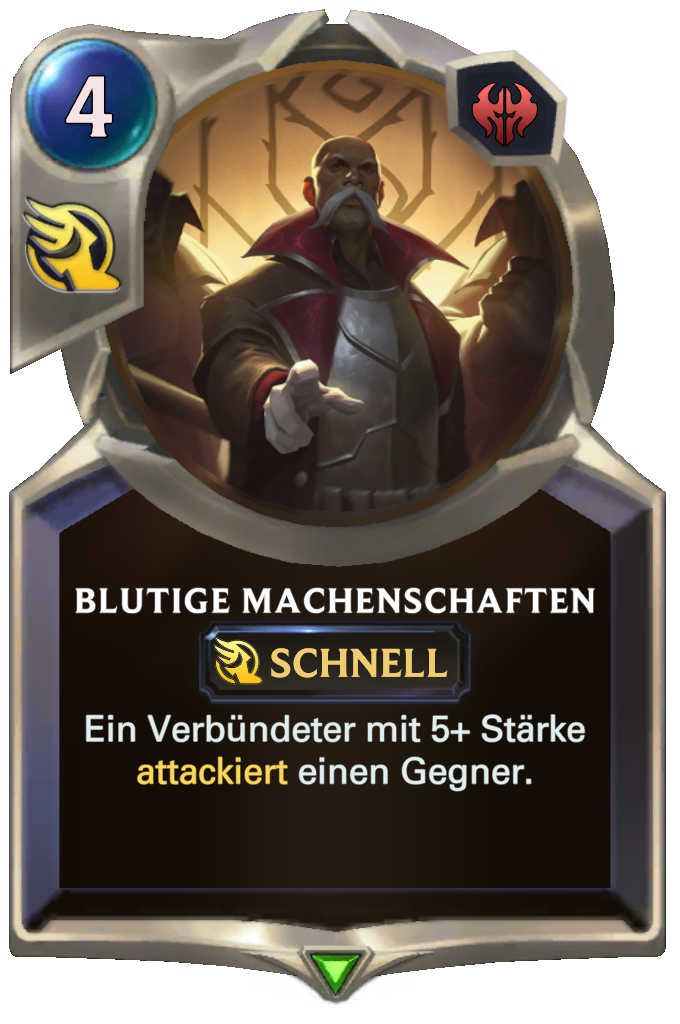 4
BLUTIGE MACHENSCHAFTEN
SCHNELL
Ein Verbündeter mit 5+ Stärke
attackiert einen Gegner.